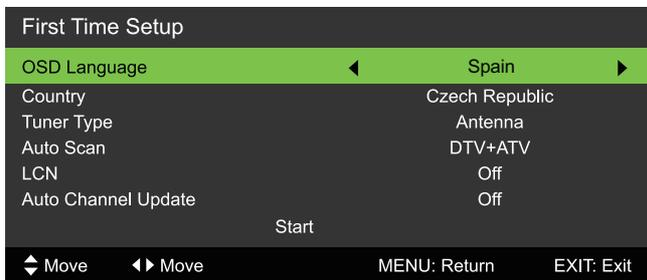 First Time Setup
OSD Language Spain
Country Czech Republic
Tuner Type Antenna
Auto Scan DTV+ATV
LCN Off
Auto Channel Update Off
Start
Move Move MENU: Return EXIT: Exit